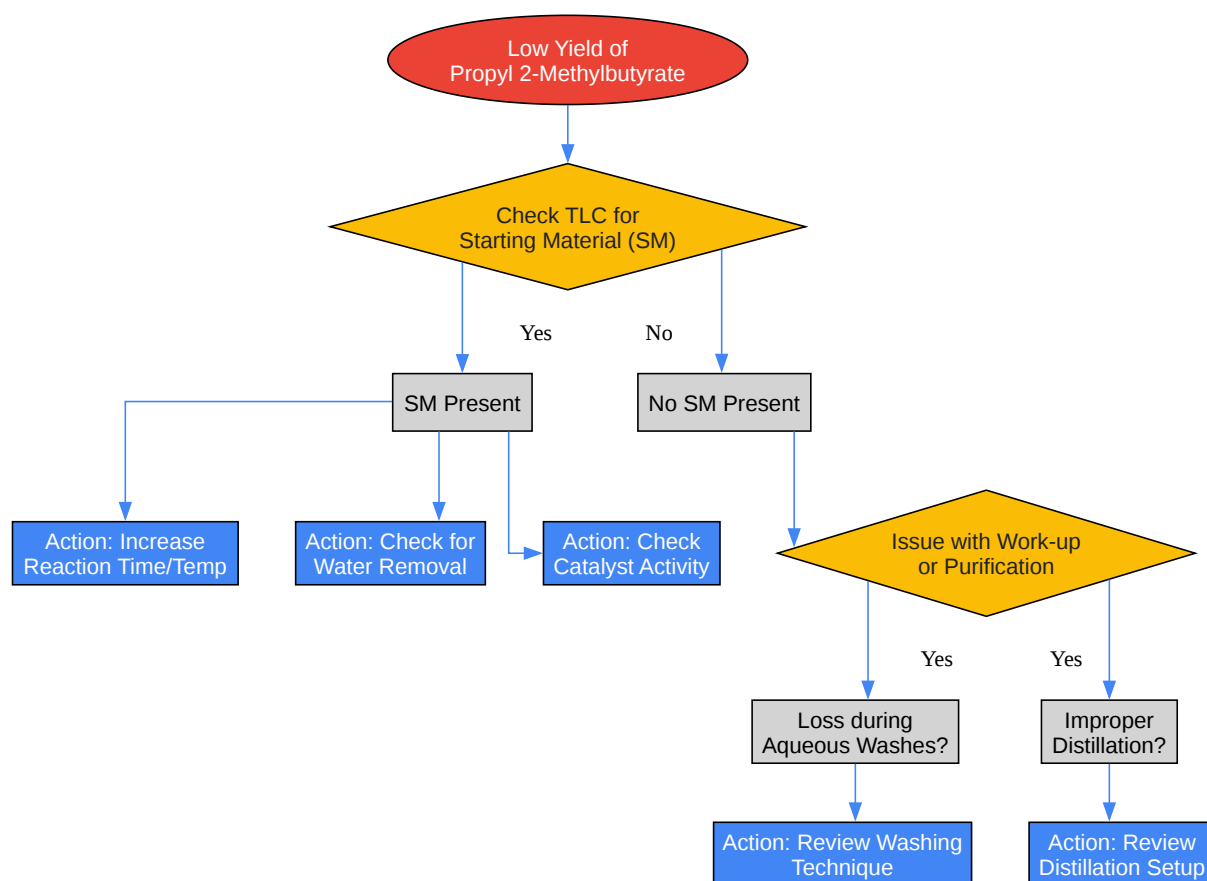 Low Yield of
Propyl 2-Methylbutyrate
Check TLC for
Starting Material (SM)
Yes
No
SM Present
No SM Present
Action: Increase
Reaction Time/Temp
Action: Check for
Water Removal
Action: Check
Catalyst Activity
Issue with Work-up
or Purification
Yes
Yes
Loss during
Aqueous Washes?
Improper
Distillation?
Action: Review Washing
Technique
Action: Review
Distillation Setup